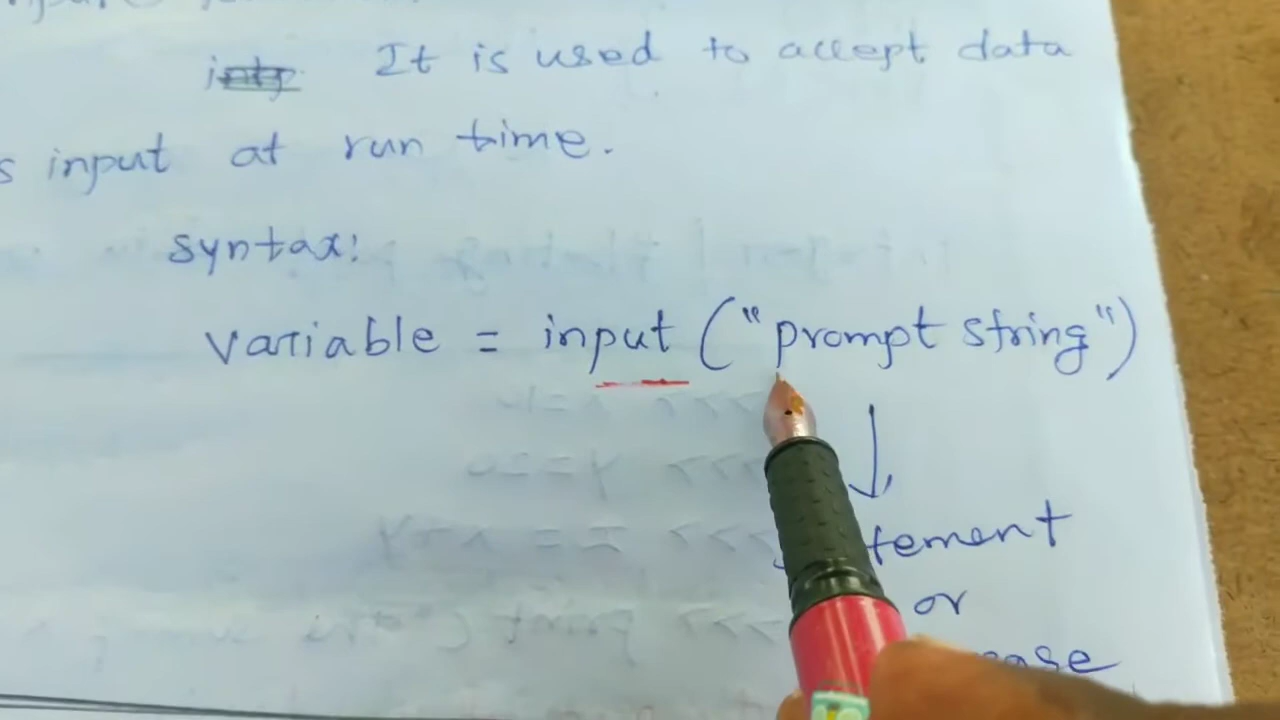 It is used to accept data
s input at run time.
syntax:
variable = input ("prompt string")
tement
or